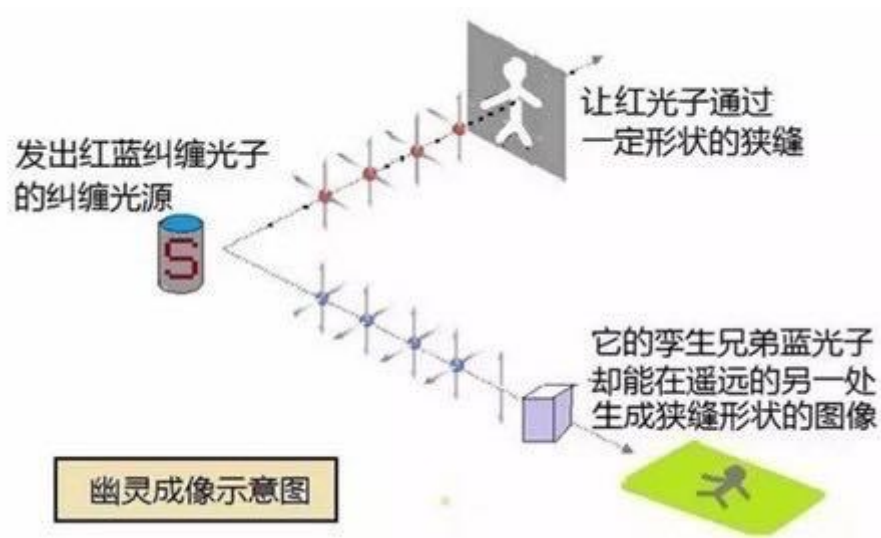 让红光子通过
一定形状的狭缝
发出红蓝纠缠光子
的纠缠光源
S
它的孪生兄弟蓝光子
却能在遥远的另一处
生成狭缝形状的图像
幽灵成像示意图